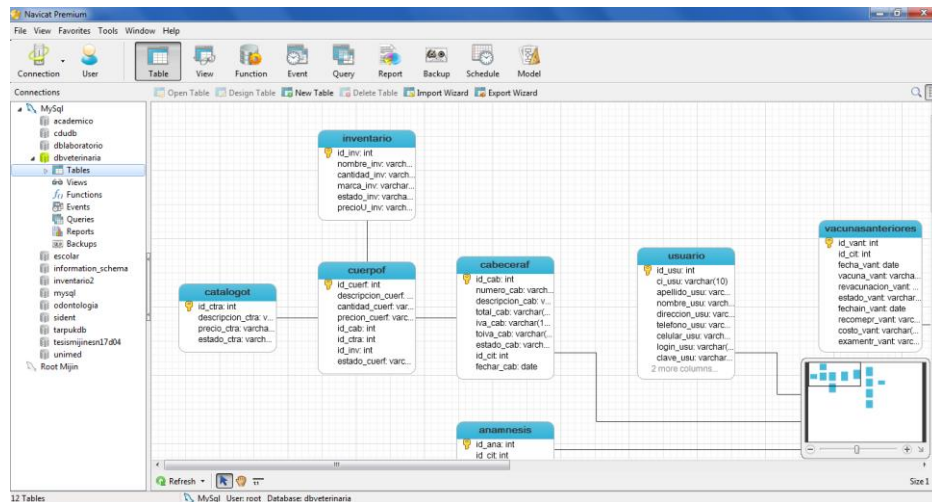 Navicat Premium
File View Favorites Tools Window Help
Connection User Table View Function Event Query Report Backup Schedule Model
Connections
Open Table Design Table New Table Delete Table Import Wizard Export Wizard
MySql
academico
cdudb
dblaboratorio
dbveterinaria
Tables
Views
Functions
Events
Queries
Reports
Backups
escolar
information_schema
inventario2
mysql
odontologia
sident
tarpukdb
tesismijinesn17d04
unimed
Root Mijin
inventario
id_inv: int
nombre_inv: varch...
cantidad_inv: varc...
marca_inv: varchar...
estado_inv: varcha...
precioU_inv: varch...
catalogot
id_ctra: int
descripcion_ctra: v...
precio_ctra: varcha...
estado_ctra: varch...
cuerpof
id_cuerf: int
descripcion_cuerf: ...
cantidad_cuerf: var...
precion_cuerf: varc...
id_cab: int
id_ctra: int
id_inv: int
estado_cuerf: varc...
cabeceraf
id_cab: int
numero_cab: varch...
descripcion_cab: v...
total_cab: varchar(...
iva_cab: varchar(1...
toiva_cab: varchar(...
estado_cab: varch...
id_cit: int
fechar_cab: date
usuario
id_usu: int
ci_usu: varchar(10)
apellido_usu: varc...
nombre_usu: varch...
direccion_usu: varc...
telefono_usu: varc...
celular_usu: varch...
login_usu: varchar(...
clave_usu: varchar...
2 more columns...
vacunasanteriores
id_vant: int
id_cit: int
fecha_vant: date
vacuna_vant: varcha...
revacunacion_vant: ...
estado_vant: varchar...
fechain_vant: date
recomepr_vant: varc...
costo_vant: varchar(...
examentr_vant: varc...
anamnesis
id_ana: int
id_cit: int
Refresh
Size1
12 Tables MySql User: root Database: dbveterinaria